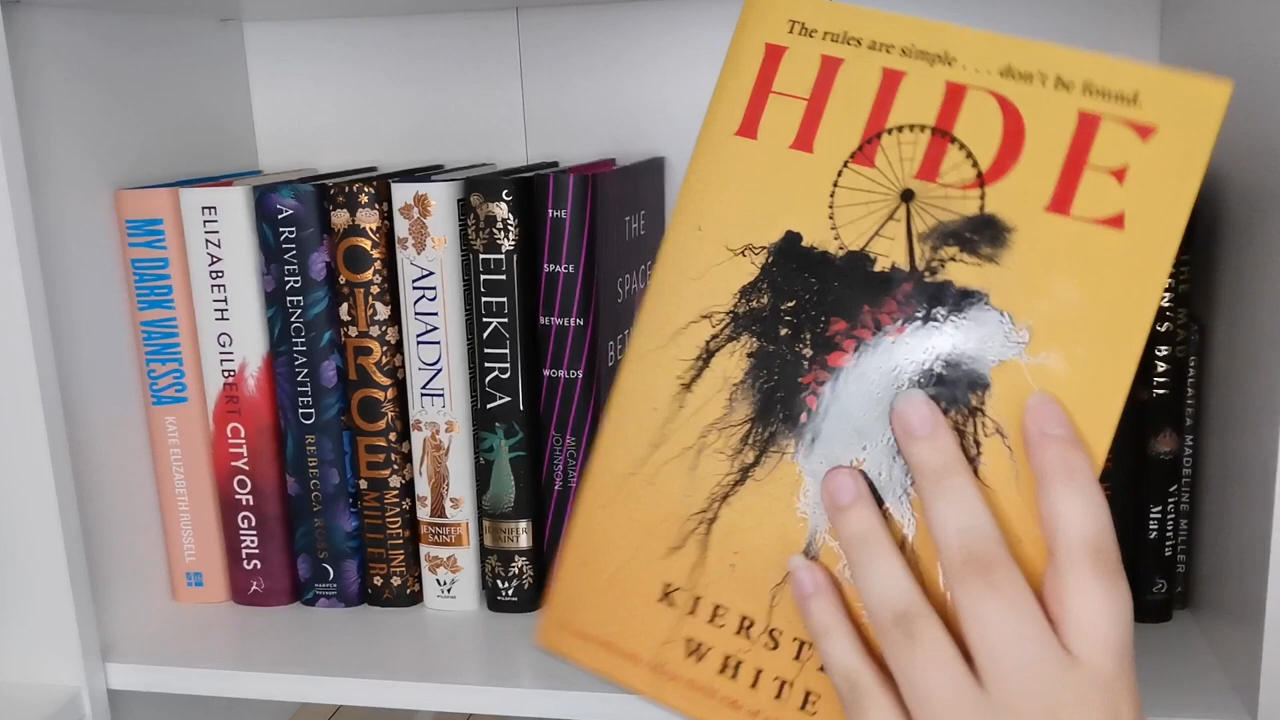 MY DARK VANESSA
KATE ELIZABETH RUSSELL
ELIZABETH GILBERT
CITY OF GIRLS
A RIVER ENCHANTED
REBECCA ROSS
CIRCE
MADELINE
MILLER
ARIADNE
JENNIFER
SAINT
WILDFIRE
ELEKTRA
JENNIFER
SAINT
WILDFIRE
THE
SPACE
BETWEEN
WORLDS
MICAIAH
JOHNSON
THE
SPACE
The rules are simple . . . don't be found.
HIDE
KIERST
WHITE
THE MAD
EN'S BALL
Victoria
Mas
GALATEA MADELINE MILLER